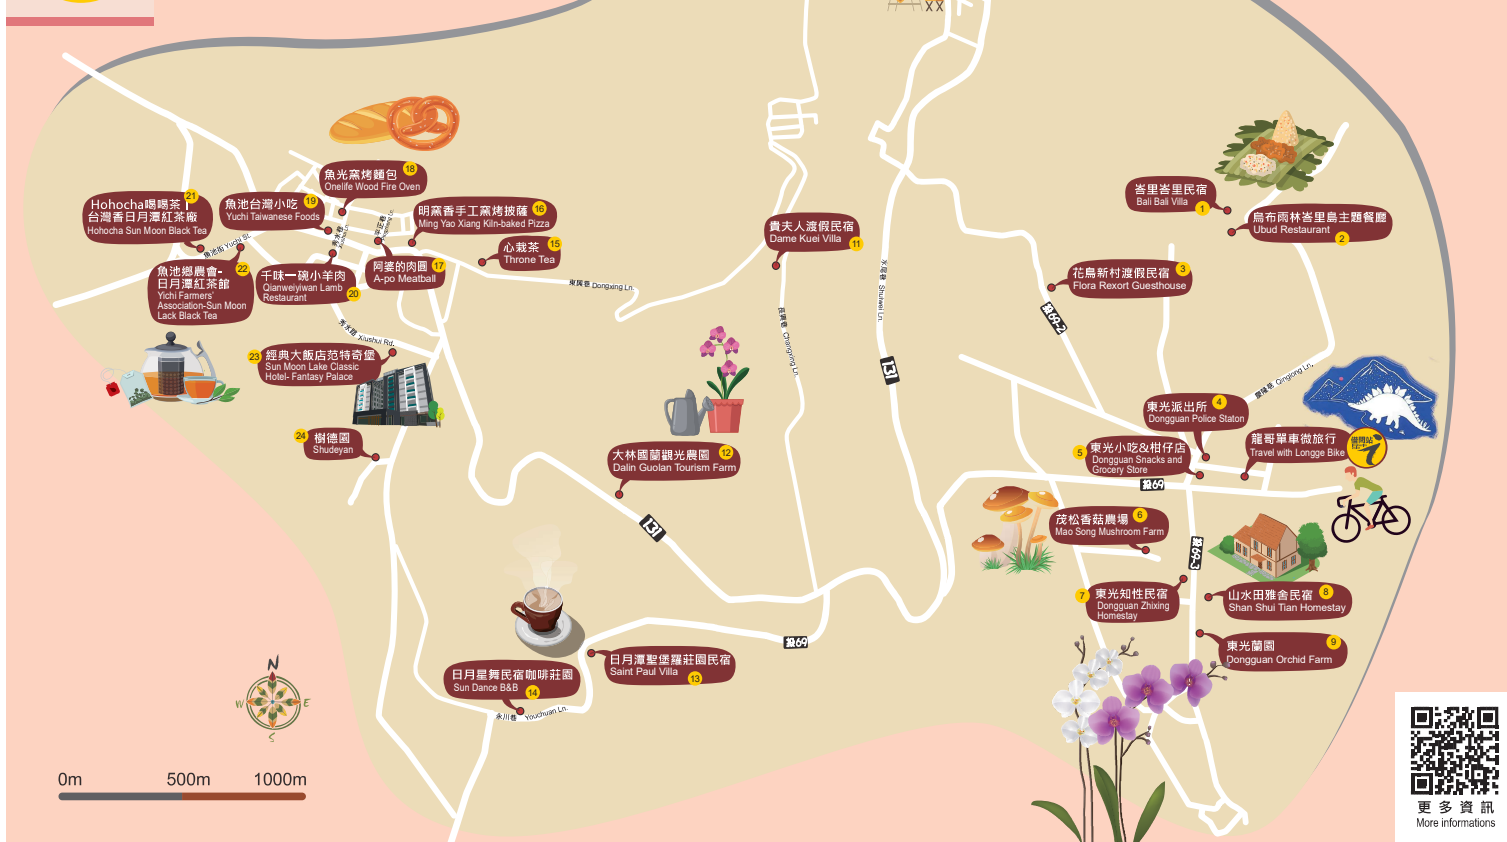 魚光窯烤麵包 18
Onelife Wood Fire Oven
21
Hohocha喝喝茶
台灣香日月潭紅茶廠
Hohocha Sun Moon Black Tea
魚池台灣小吃 19
Yuchi Taiwanese Foods
明窯香手工窯烤披薩 16
Ming Yao Xiang Kiln-baked Pizza
心栽茶 15
Throne Tea
魚池街 Yuchi St.
秀水巷
魚池鄉農會- 22
日月潭紅茶館
Yichi Farmers'
Association-Sun Moon
Lack Black Tea
千味一碗小羊肉
Qianweiyiwan Lamb
Restaurant 20
阿婆的肉圓 17
A-po Meatball
東興巷 Dongxing Ln.
秀水路 Xiushui Rd.
23 經典大飯店范特奇堡
Sun Moon Lake Classic
Hotel- Fantasy Palace
24 樹德園
Shudeyan
貴夫人渡假民宿
Dame Kuei Villa 11
水尾巷 Shuiwei Ln.
長興巷 Changxing Ln.
131
峇里峇里民宿
Bali Bali Villa 1
烏布雨林峇里島主題餐廳
Ubud Restaurant 2
花鳥新村渡假民宿 3
Flora Rexort Guesthouse
投69-2
慶隆巷 Qinglong Ln.
東光派出所 4
Dongguan Police Staton
5 東光小吃&柑仔店
Dongguan Snacks and
Grocery Store
龍哥單車微旅行
Travel with Longge Bike
借問站
投69
大林國蘭觀光農園 12
Dalin Guolan Tourism Farm
131
茂松香菇農場 6
Mao Song Mushroom Farm
投69-3
7 東光知性民宿
Dongguan Zhixing
Homestay
山水田雅舍民宿 8
Shan Shui Tian Homestay
東光蘭園 9
Dongguan Orchid Farm
投69
日月潭聖堡羅莊園民宿
Saint Paul Villa 13
日月星舞民宿咖啡莊園
Sun Dance B&B 14
永川巷 Youchuan Ln.
N
W E
S
0m 500m 1000m
更多資訊
More informations